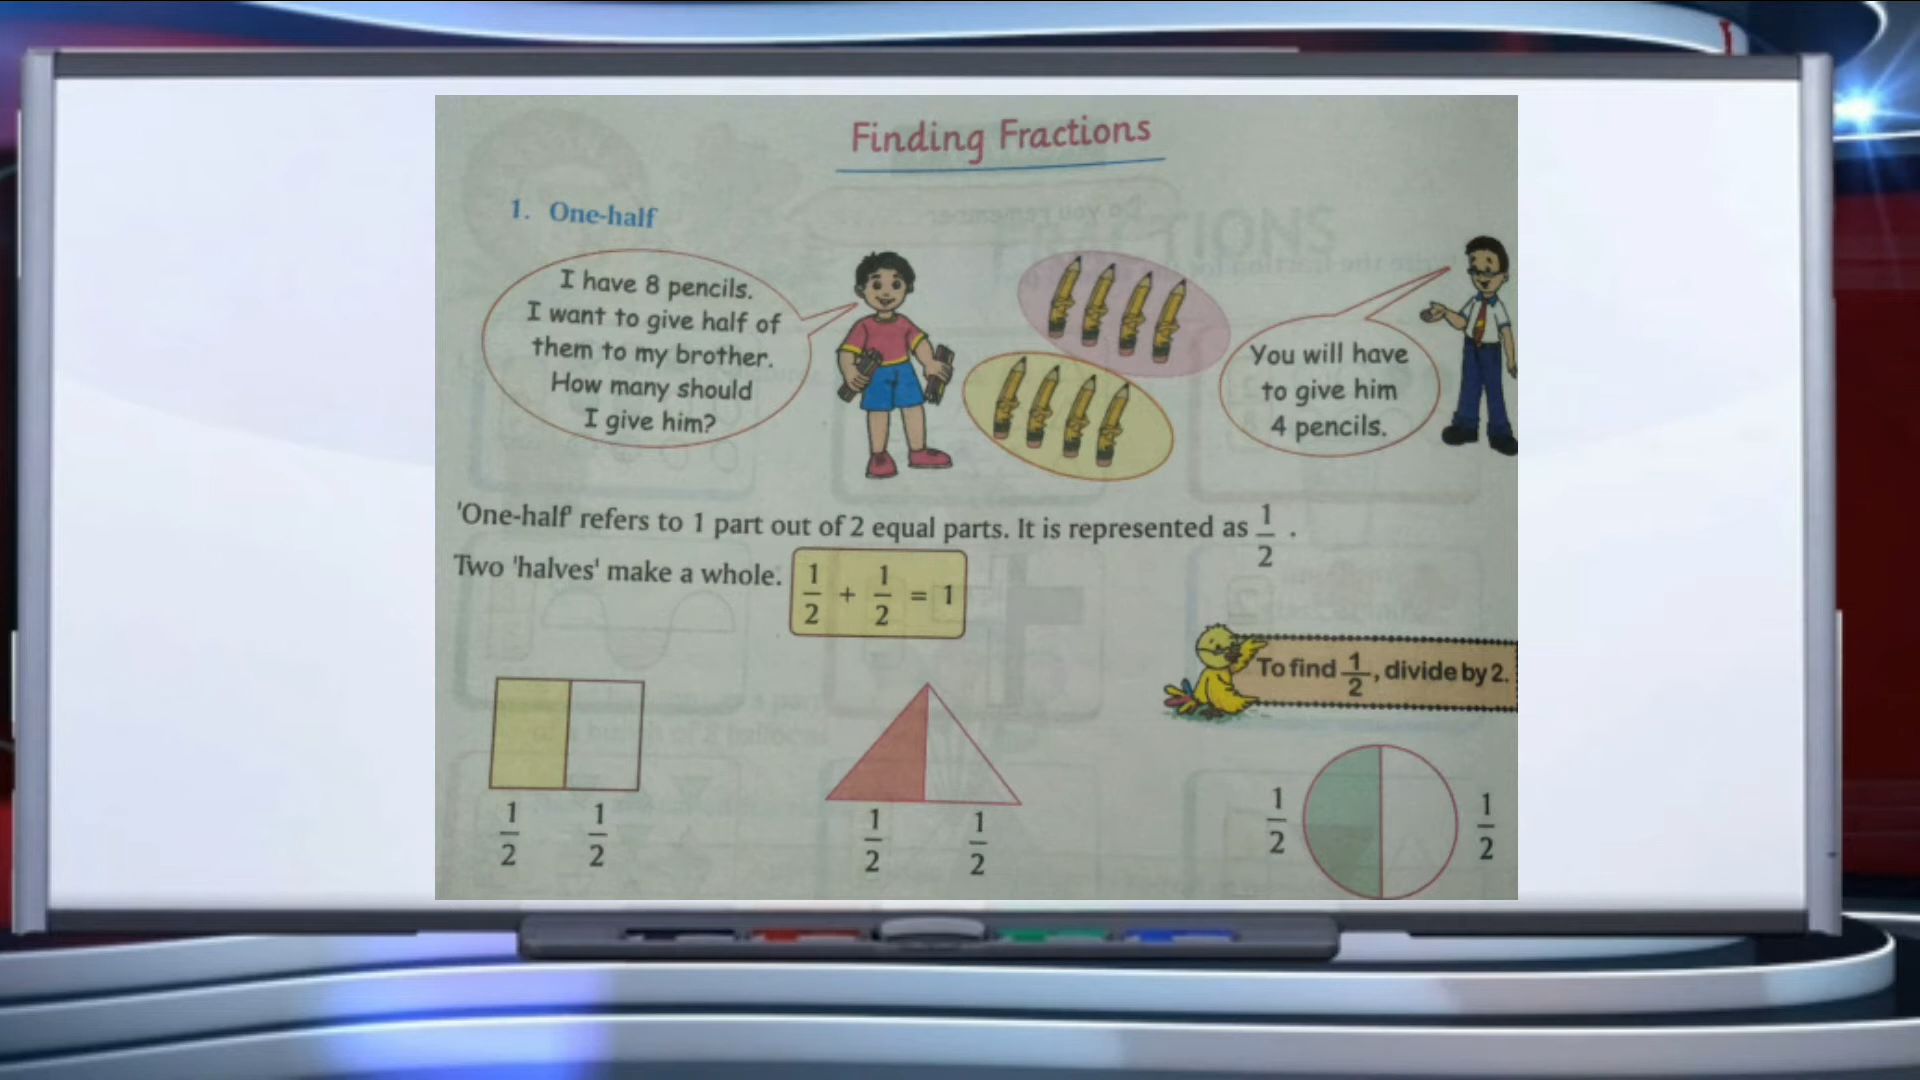 Finding Fractions
1. One-half
I have 8 pencils.
I want to give half of
them to my brother.
How many should
I give him?
You will have
to give him
4 pencils.
'One-half' refers to 1 part out of 2 equal parts. It is represented as 1/2 .
Two 'halves' make a whole. 1/2 + 1/2 = 1
To find 1/2, divide by 2.
1/2 1/2
1/2 1/2
1/2 1/2